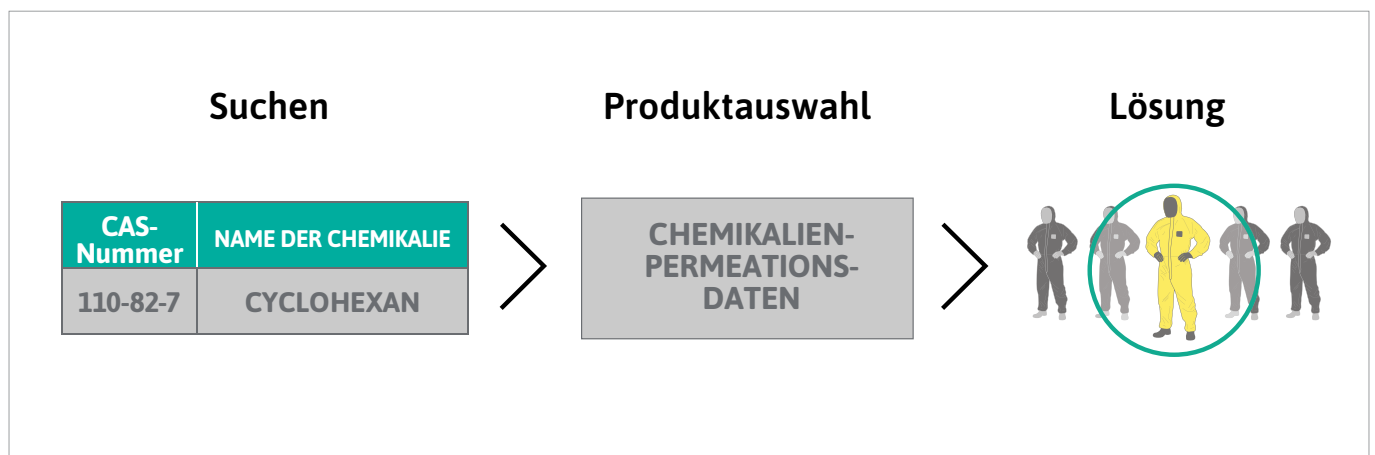 Suchen
Produktauswahl
Lösung
CAS-
Nummer
NAME DER CHEMIKALIE
110-82-7
CYCLOHEXAN
CHEMIKALIEN-
PERMEATIONS-
DATEN